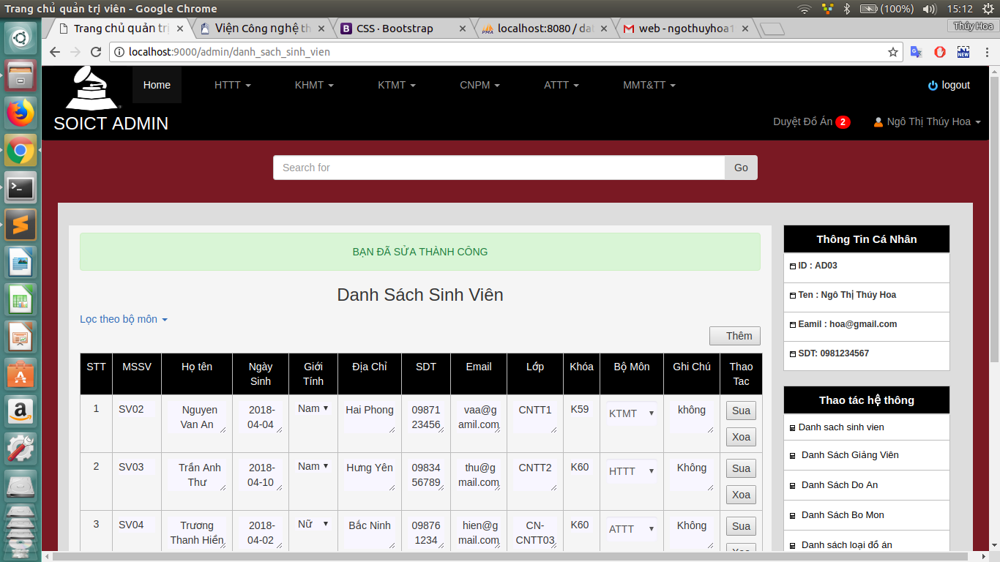 Trang chủ quản trị viên - Google Chrome
(100%) 15:12
Trang chủ quản trị
Viện Công nghệ th
CSS · Bootstrap
localhost:8080 / dat
web - ngothuyhoa1
Thúy Hoa
localhost:9000/admin/danh_sach_sinh_vien
Home HTTT KHMT KTMT CNPM ATTT MMT&TT logout
SOICT ADMIN
Duyệt Đồ Án 2 Ngô Thị Thúy Hoa
Search for Go
BẠN ĐÃ SỬA THÀNH CÔNG
Danh Sách Sinh Viên
Lọc theo bộ môn
Thêm
STT MSSV Họ tên Ngày Sinh Giới Tính Địa Chỉ SDT Email Lớp Khóa Bộ Môn Ghi Chú Thao Tac
1 SV02 Nguyen Van An 2018-04-04 Nam Hai Phong 0987123456 vaa@gamil.com CNTT1 K59 KTMT không Sua Xoa
2 SV03 Trần Anh Thư 2018-04-10 Nam Hưng Yên 0983456789 thu@gmail.com CNTT2 K60 HTTT Không Sua Xoa
3 SV04 Trương Thanh Hiền 2018-04-02 Nữ Bắc Ninh 098761234 hien@gmail.com CN-CNTT03 K60 ATTT Không Sua Xoa
Thông Tin Cá Nhân
ID : AD03
Ten : Ngô Thị Thúy Hoa
Eamil : hoa@gmail.com
SDT: 0981234567
Thao tác hệ thông
Danh sach sinh vien
Danh Sách Giảng Viên
Danh Sách Do An
Danh Sách Bo Mon
Danh sách loại đồ án